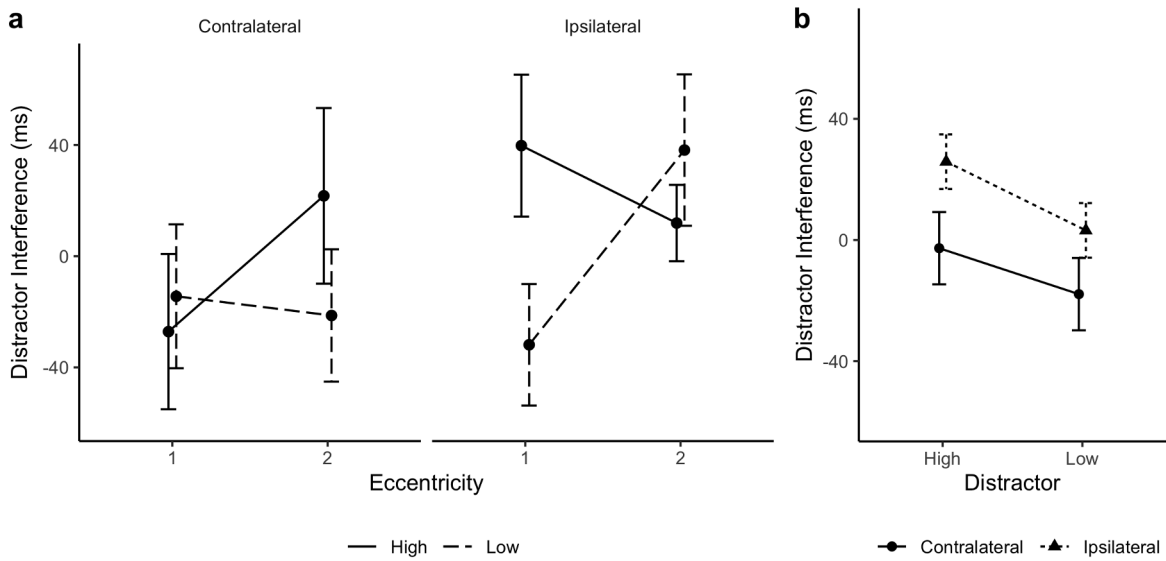 a
Contralateral
Ipsilateral
Distractor Interference (ms)
40
0
-40
1
2
1
2
Eccentricity
High
Low
b
Distractor Interference (ms)
40
0
-40
High
Low
Distractor
Contralateral
Ipsilateral